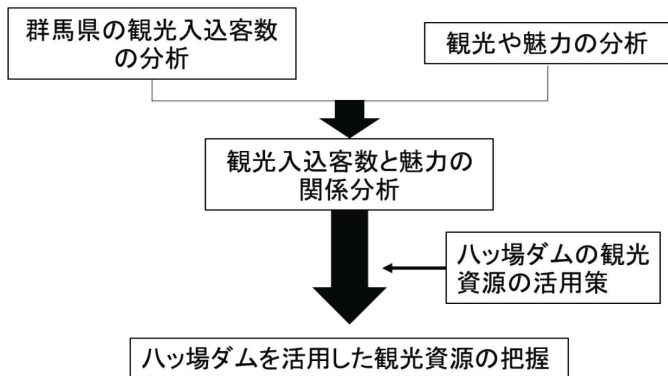 群馬県の観光入込客数
の分析
観光や魅力の分析
観光入込客数と魅力の
関係分析
八ッ場ダムの観光
資源の活用策
八ッ場ダムを活用した観光資源の把握